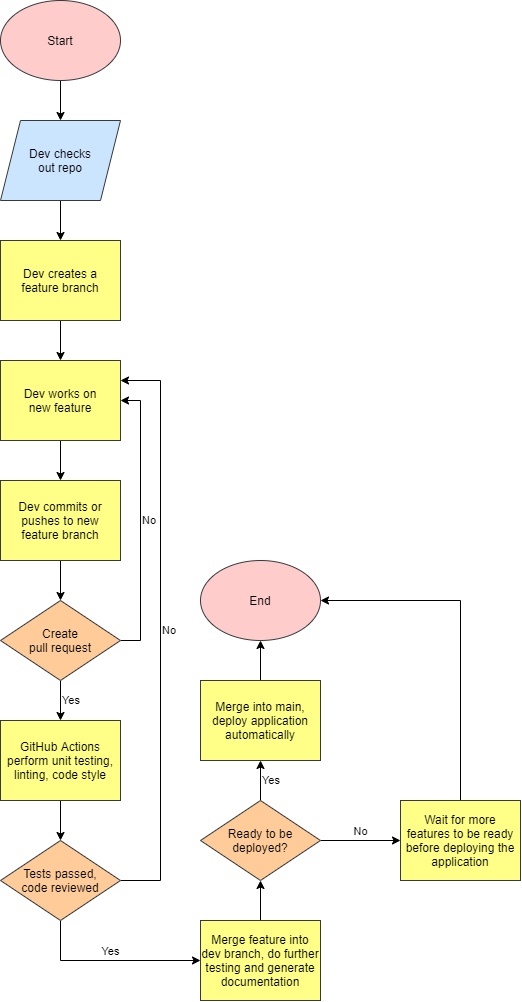 Start
Dev checks
out repo
Dev creates a
feature branch
Dev works on
new feature
Dev commits or
pushes to new
feature branch
No
Create
pull request
No
Yes
GitHub Actions
perform unit testing,
linting, code style
Tests passed,
code reviewed
Yes
Merge feature into
dev branch, do further
testing and generate
documentation
Ready to be
deployed?
No
Wait for more
features to be ready
before deploying the
application
Yes
Merge into main,
deploy application
automatically
End